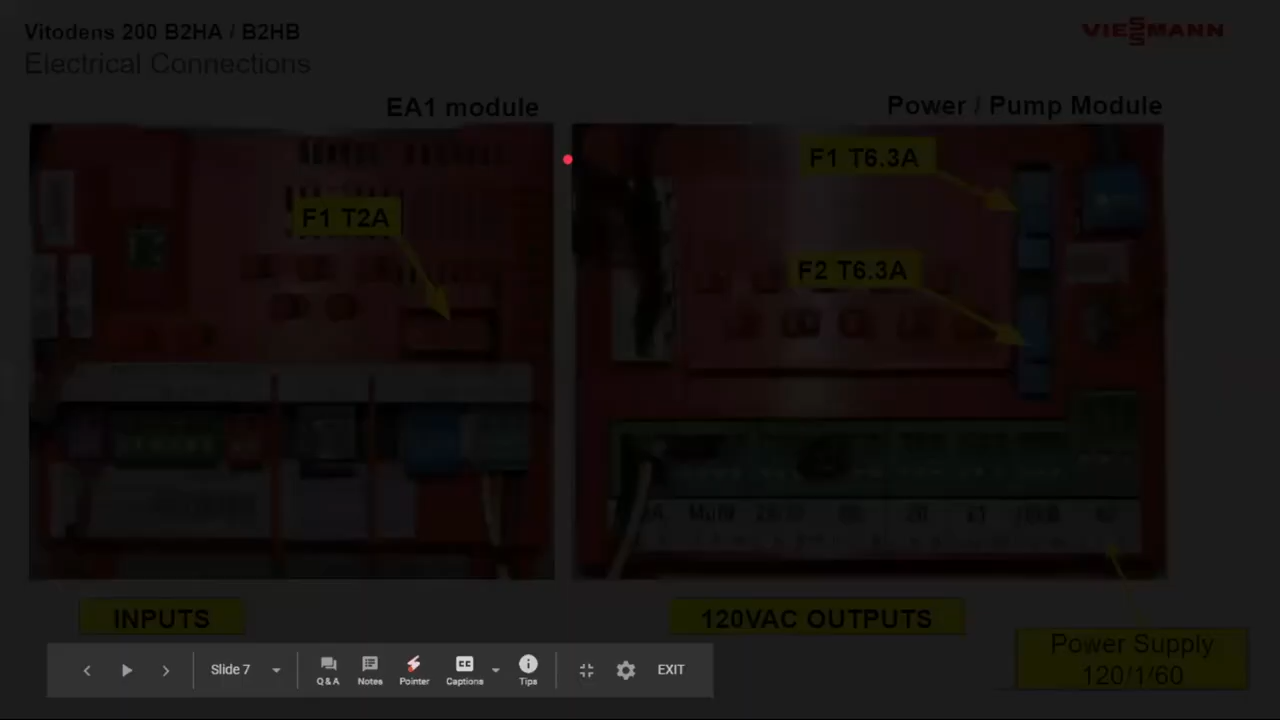 Vitodens 200 B2HA / B2HB
VIESSMANN
Electrical Connections
EA1 module
Power / Pump Module
F1 T6.3A
F1 T2A
F2 T6.3A
INPUTS
120VAC OUTPUTS
Power Supply
120/1/60
Slide 7
Q&A
Notes
Pointer
CC
Captions
Tips
EXIT